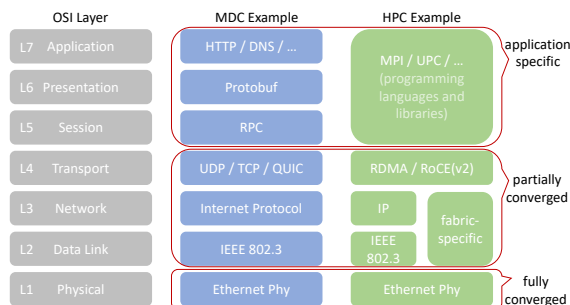 OSI Layer MDC Example HPC Example
L7 Application HTTP / DNS / ... MPI / UPC / ... application
(programming specific
L6 Presentation Protobuf languages and
libraries)
L5 Session RPC
L4 Transport UDP / TCP / QUIC RDMA / RoCE(v2) partially
converged
L3 Network Internet Protocol IP fabric-
specific
L2 Data Link IEEE 802.3 IEEE
802.3
L1 Physical Ethernet Phy Ethernet Phy fully
converged